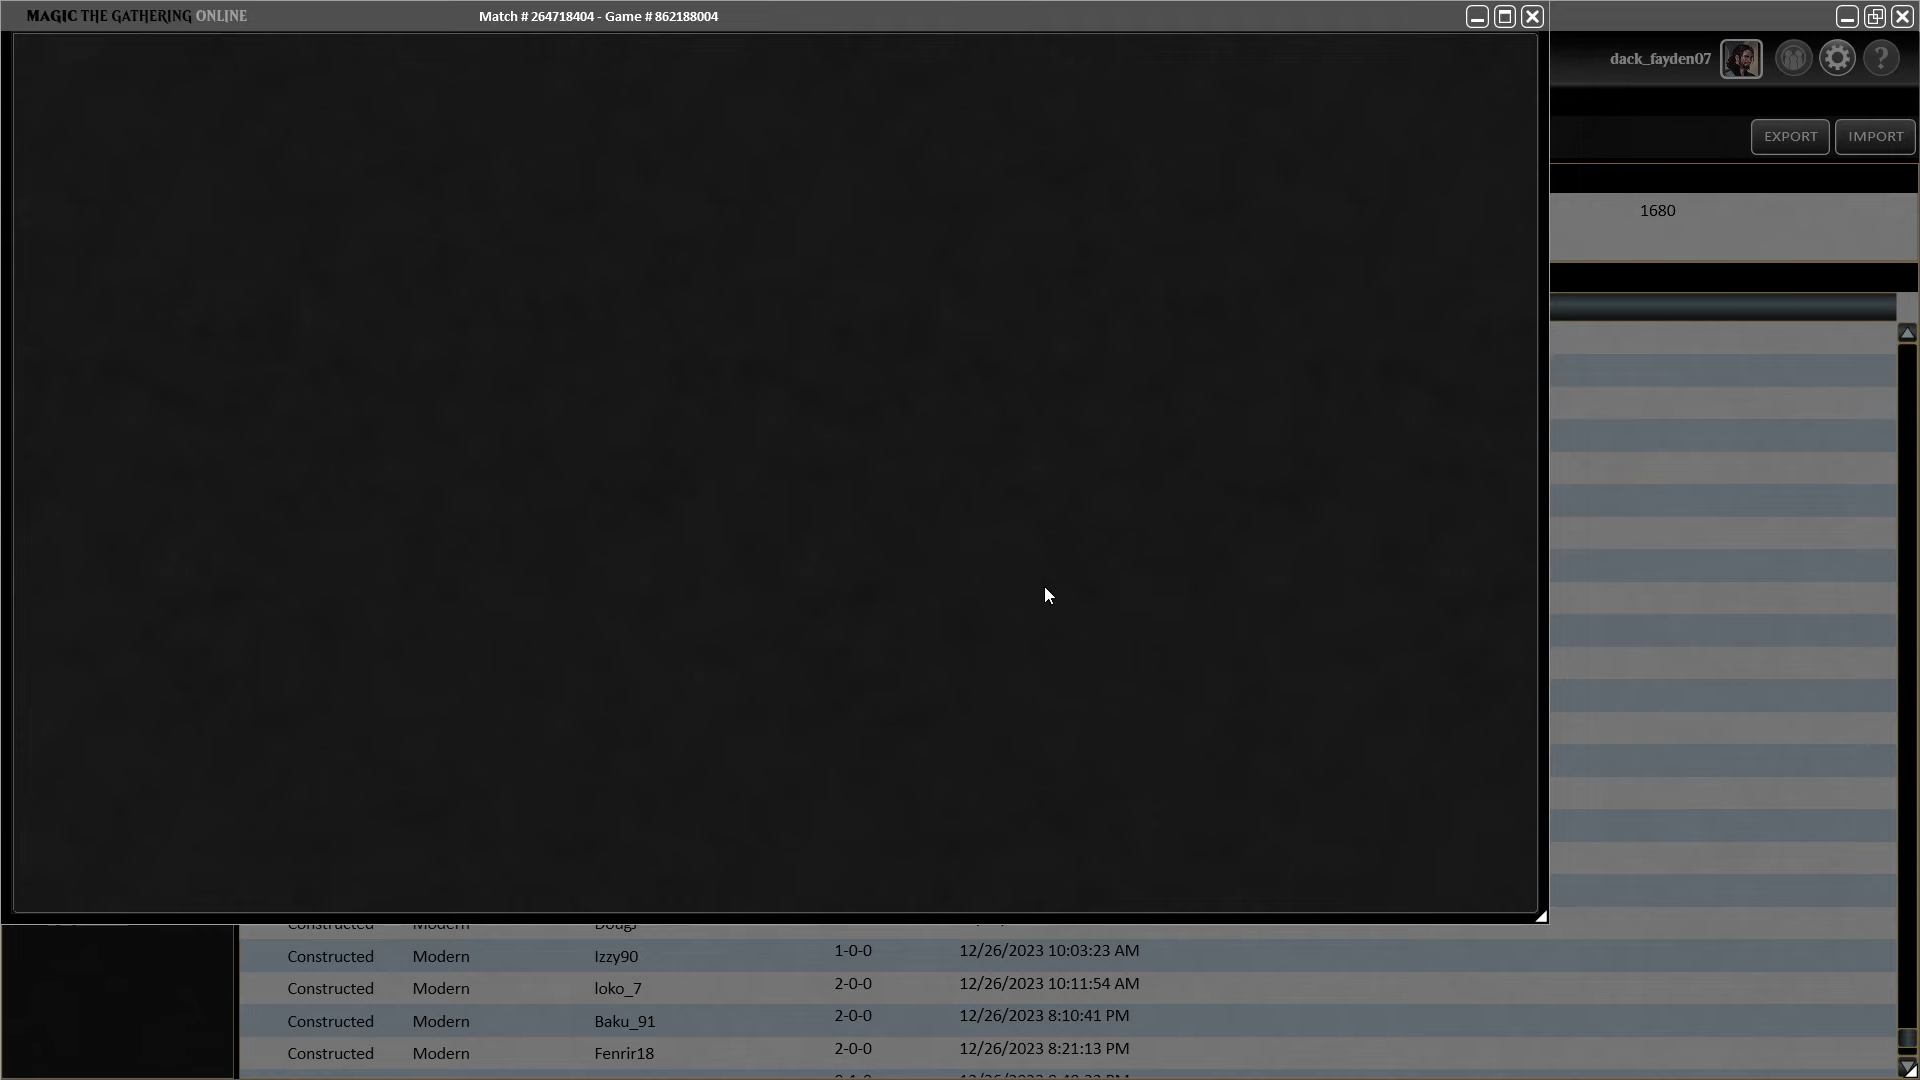 MAGIC THE GATHERING ONLINE
Match # 264718404 - Game # 862188004
dack_fayden07
?
EXPORT IMPORT
1680
Constructed Modern DougJ
Constructed Modern Izzy90 1-0-0 12/26/2023 10:03:23 AM
Constructed Modern loko_7 2-0-0 12/26/2023 10:11:54 AM
Constructed Modern Baku_91 2-0-0 12/26/2023 8:10:41 PM
Constructed Modern Fenrir18 2-0-0 12/26/2023 8:21:13 PM